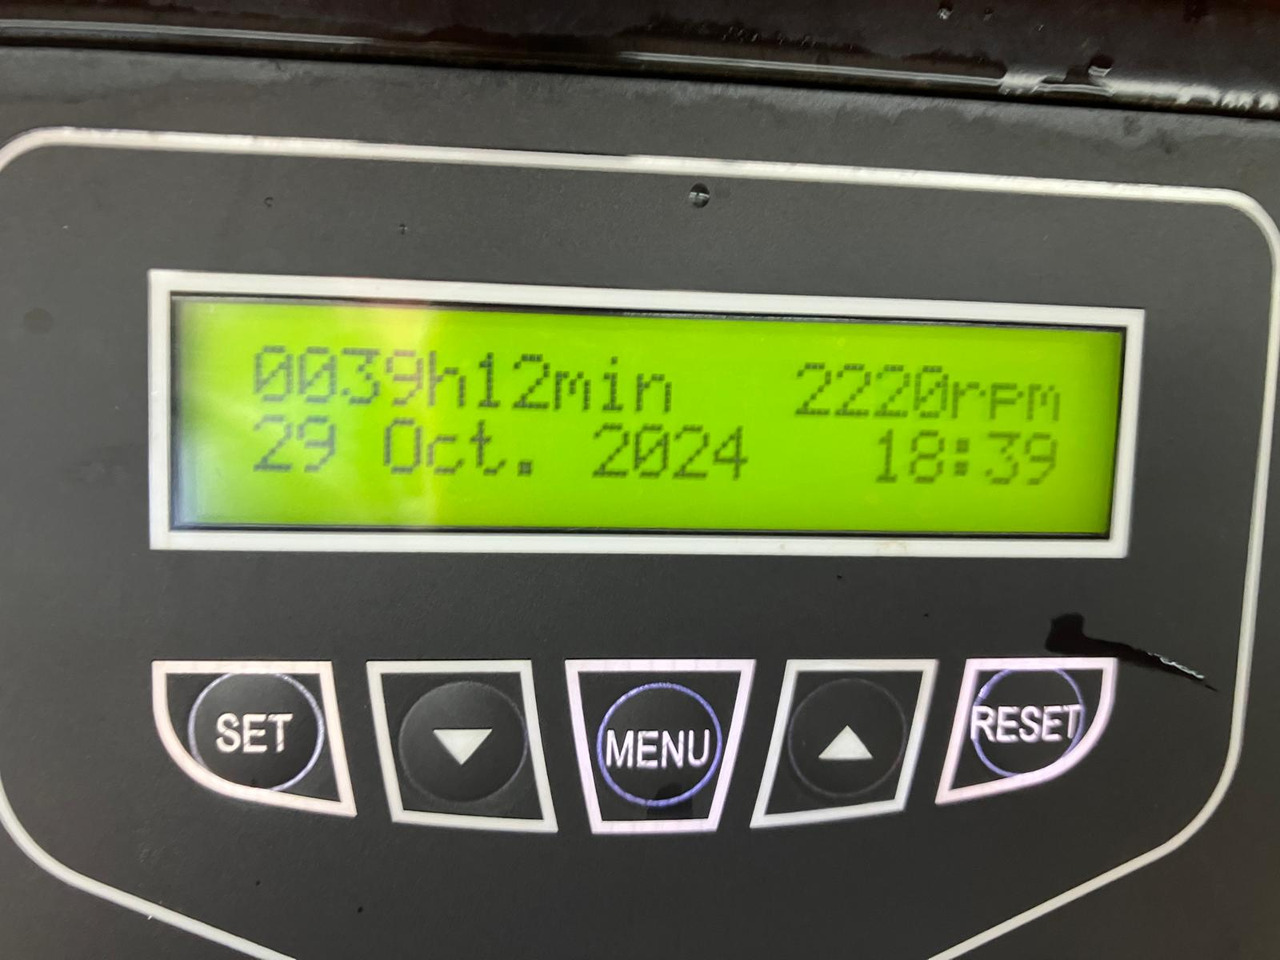 0039h12min 2220rpm
29 Oct. 2024 18:39
SET MENU RESET